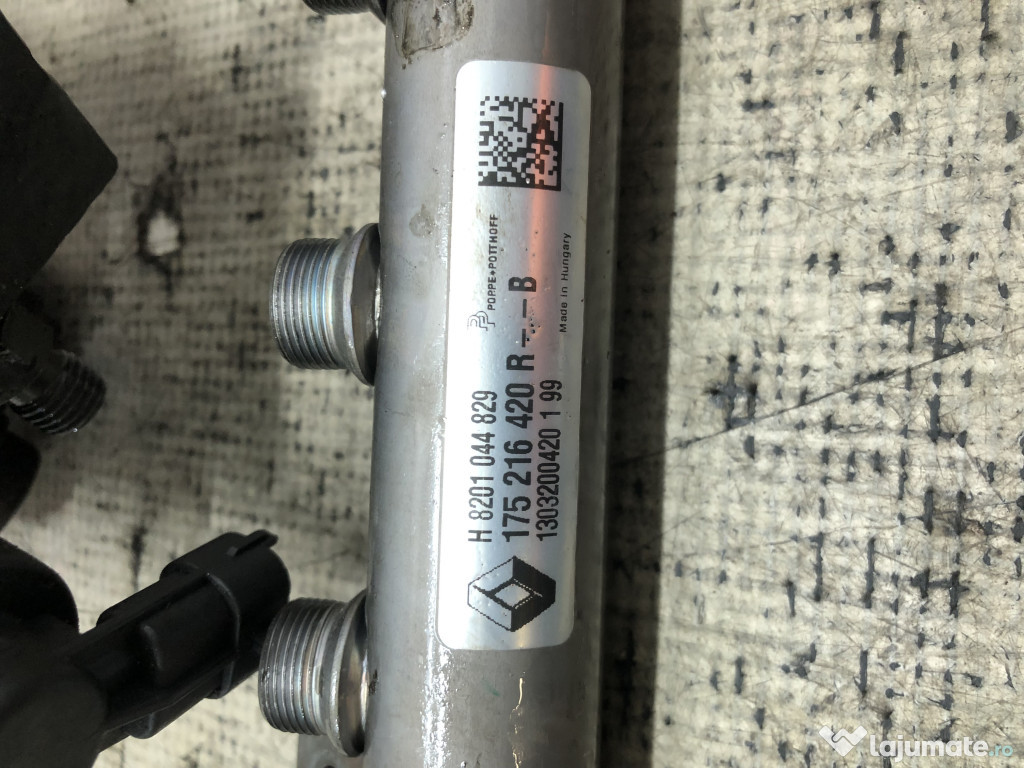 POPPE+POTTHOFF
H 8201 044 829
175 216 420 R--B
1303200420 1 99
Made in Hungary
lajumate.ro